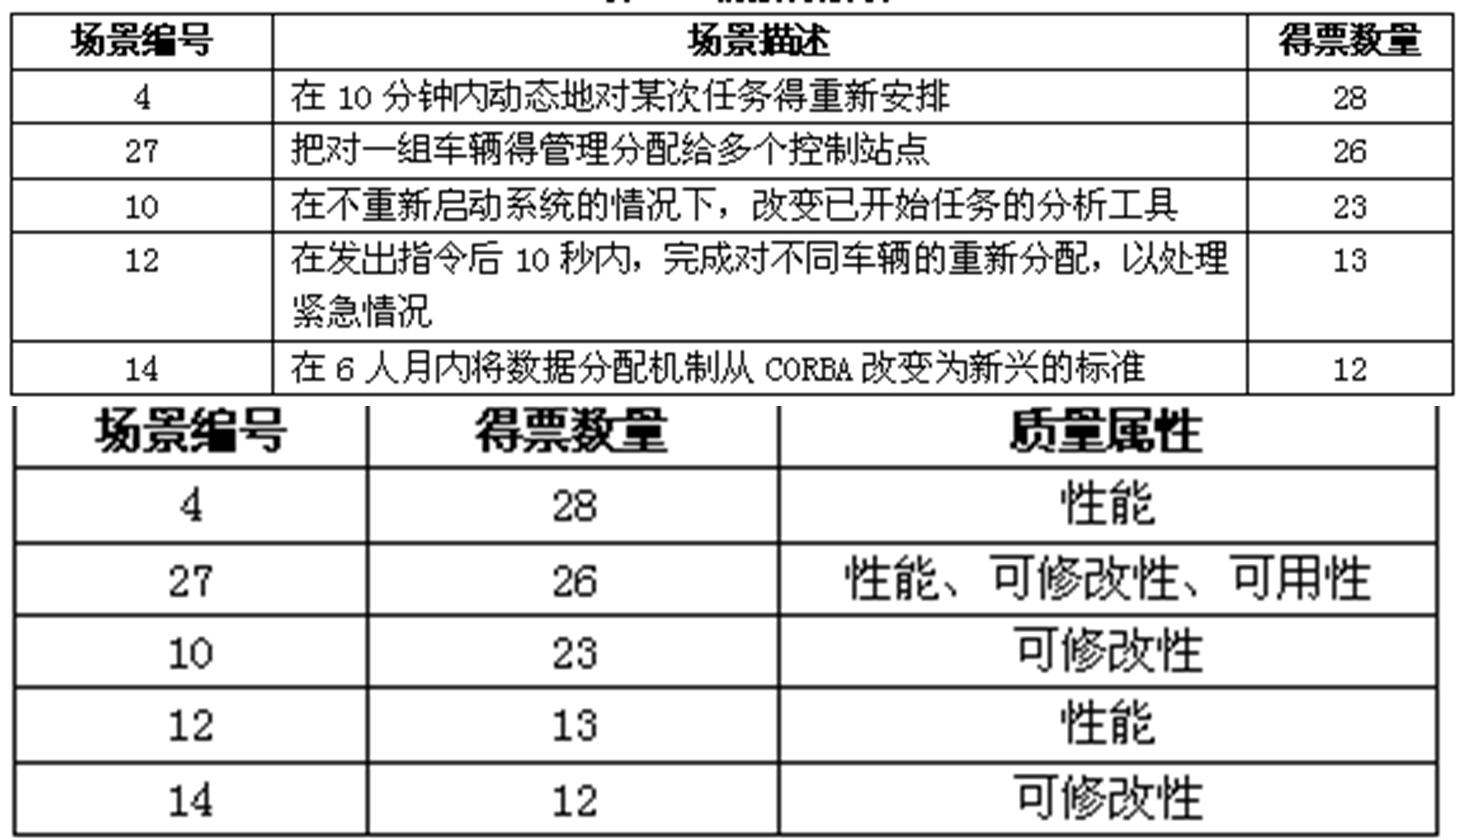 场景编号 场景描述 得票数量
4 在 10 分钟内动态地对某次任务得重新安排 28
27 把对一组车辆得管理分配给多个控制站点 26
10 在不重新启动系统的情况下，改变已开始任务的分析工具 23
12 在发出指令后 10 秒内，完成对不同车辆的重新分配，以处理 13
紧急情况
14 在 6 人月内将数据分配机制从 CORBA 改变为新兴的标准 12
场景编号 得票数量 质量属性
4 28 性能
27 26 性能、可修改性、可用性
10 23 可修改性
12 13 性能
14 12 可修改性